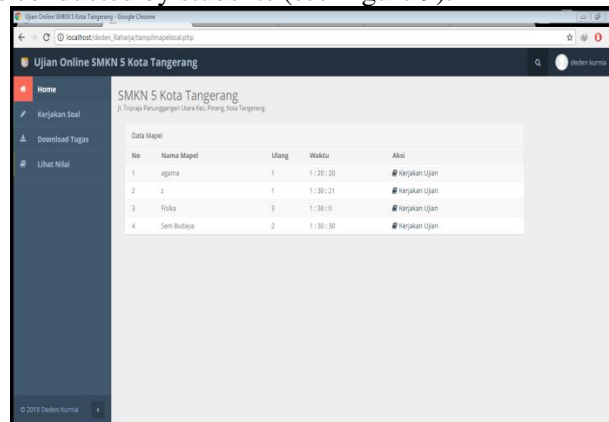 Ujian Online SMKN 5 Kota Tangerang - Google Chrome
localhost/deden_Raharja/tampilmapelsoal.php
Ujian Online SMKN 5 Kota Tangerang
deden kurnia
Home
Kerjakan Soal
Download Tugas
Lihat Nilai
SMKN 5 Kota Tangerang
Jl. Tripraja Panunggangan Utara Kec. Pinang, Kota Tangerang
Data Mapel
No Nama Mapel Ulang Waktu Aksi
1 agama 1 1 : 20 : 20 Kerjakan Ujian
2 z 1 1 : 30 : 21 Kerjakan Ujian
3 Fisika 3 1 : 30 : 0 Kerjakan Ujian
4 Seni Budaya 2 1 : 30 : 30 Kerjakan Ujian
© 2018 Deden Kurnia